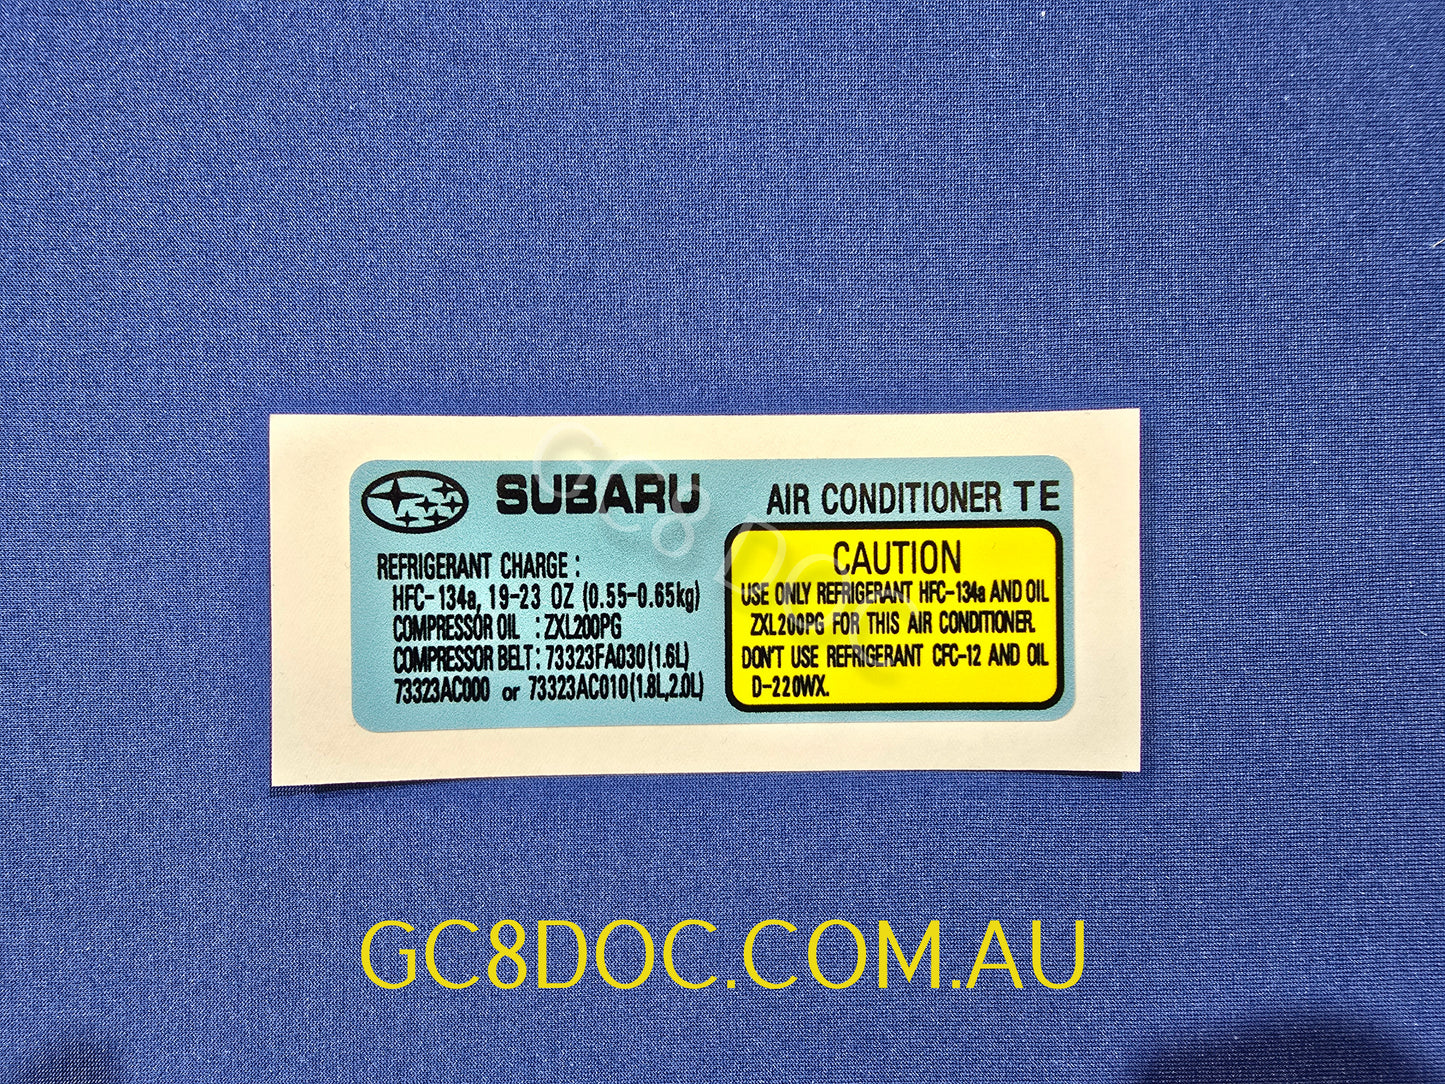 SUBARU
AIR CONDITIONER TE
REFRIGERANT CHARGE :
HFC-134a, 19-23 OZ (0.55-0.65kg)
COMPRESSOR OIL : ZXL200PG
COMPRESSOR BELT : 73323FA030(1.6L)
73323AC000 or 73323AC010(1.8L,2.0L)
CAUTION
USE ONLY REFRIGERANT HFC-134a AND OIL
ZXL200PG FOR THIS AIR CONDITIONER.
DON'T USE REFRIGERANT CFC-12 AND OIL
D-220WX.
GC8 DOC
GC8DOC.COM.AU